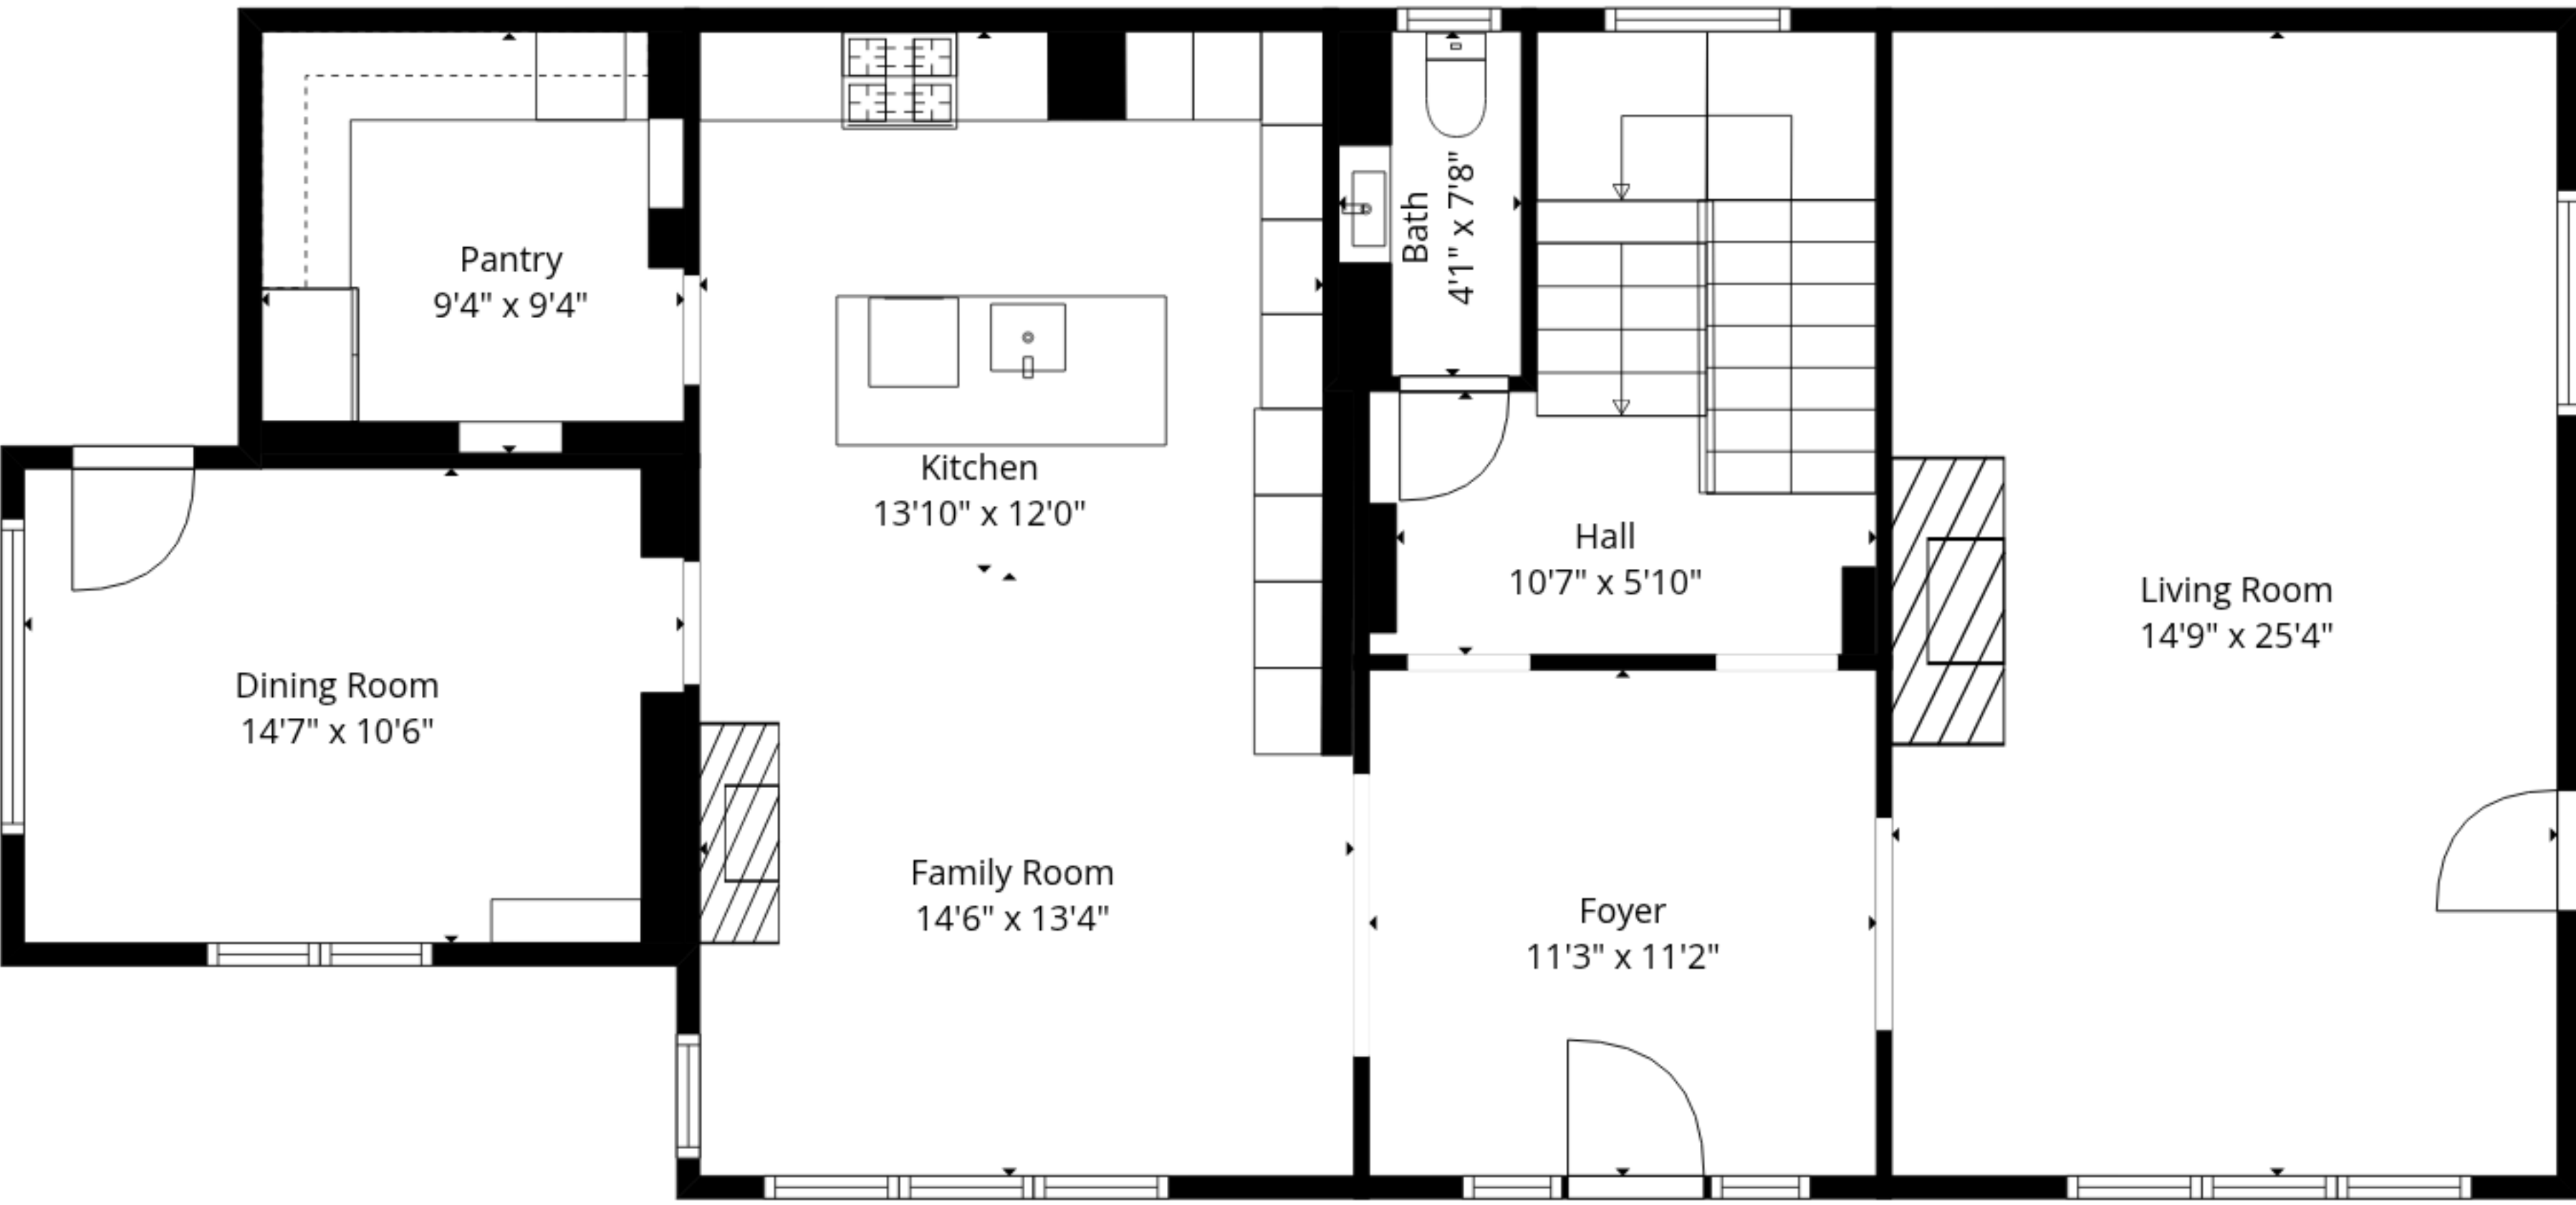 Pantry
9'4" x 9'4"
Bath
4'1" x 7'8"
Kitchen
13'10" x 12'0"
Hall
10'7" x 5'10"
Living Room
14'9" x 25'4"
Dining Room
14'7" x 10'6"
Family Room
14'6" x 13'4"
Foyer
11'3" x 11'2"